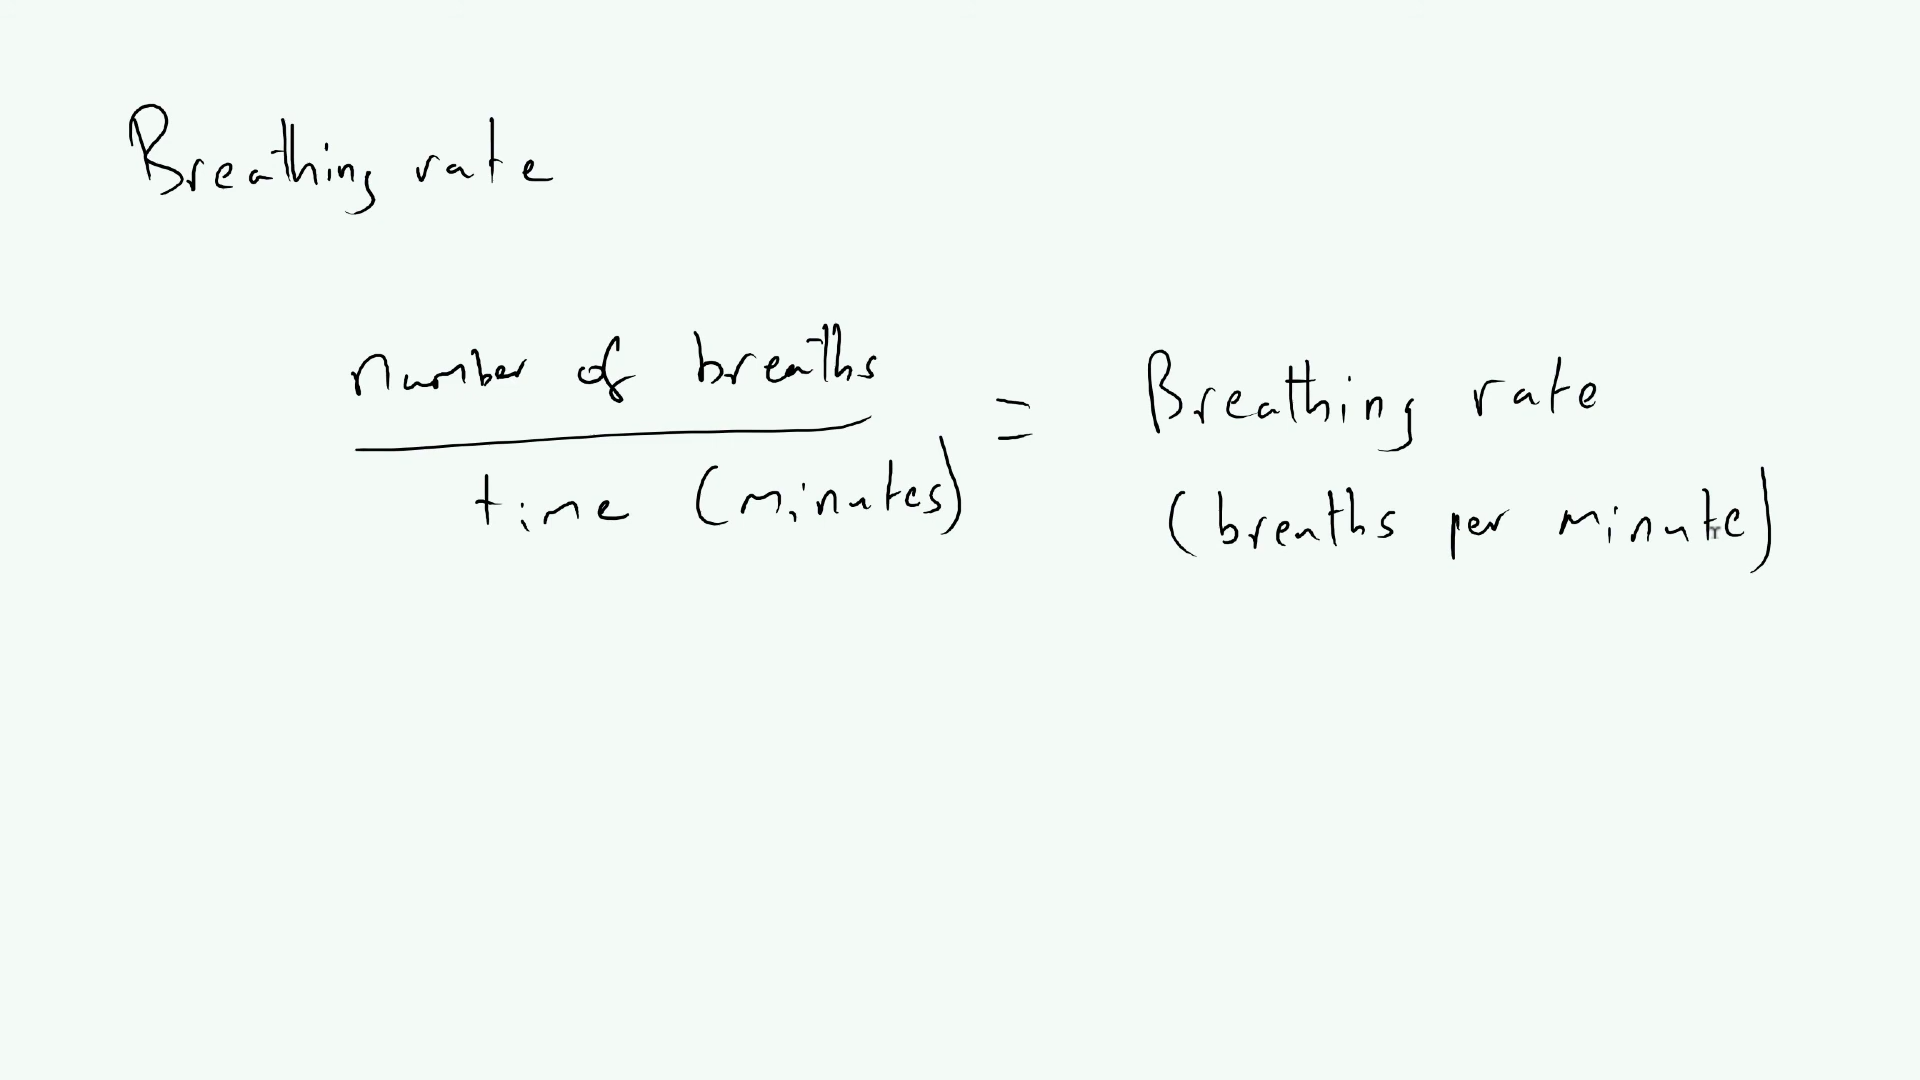 Breathing rate
number of breaths
time (minutes)
=
Breathing rate
(breaths per minute)